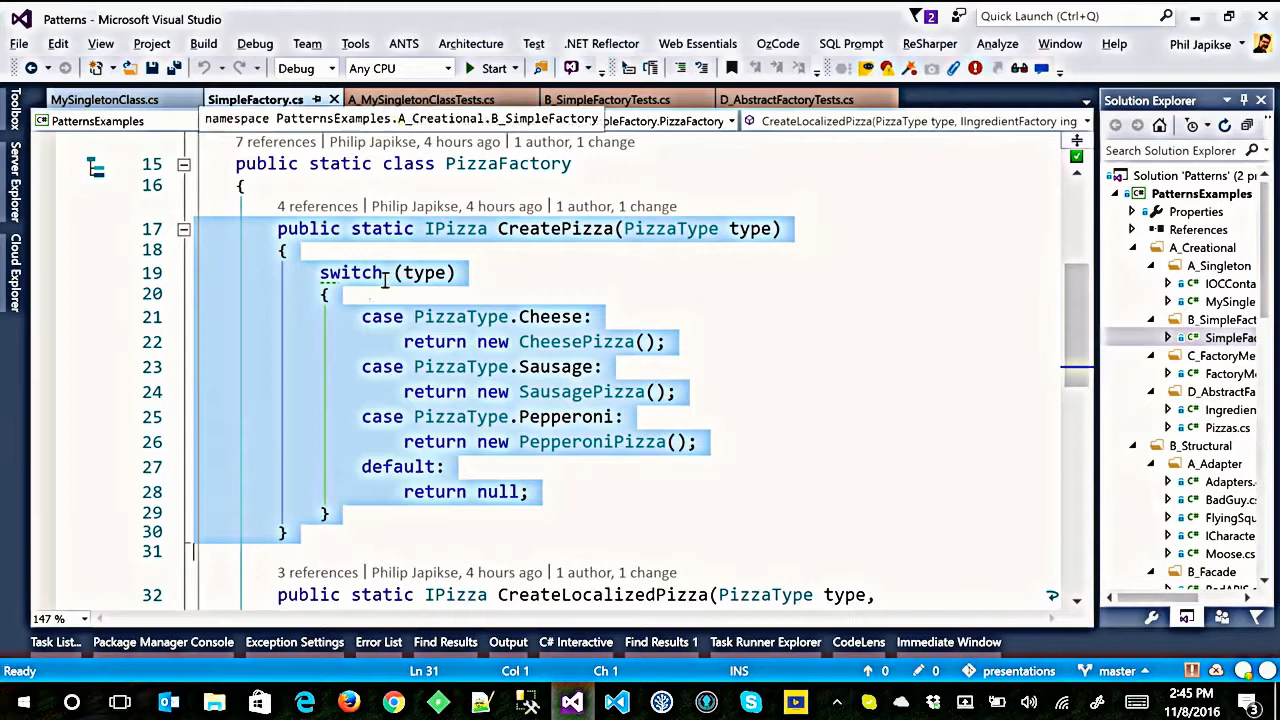 Patterns - Microsoft Visual Studio
2
Quick Launch (Ctrl+Q)
File Edit View Project Build Debug Team Tools ANTS Architecture Test .NET Reflector Web Essentials OzCode SQL Prompt ReSharper Analyze Window Help Phil Japikse
Debug Any CPU Start
Toolbox
Server Explorer
Cloud Explorer
MySingletonClass.cs SimpleFactory.cs A_MySingletonClassTests.cs B_SimpleFactoryTests.cs D_AbstractFactoryTests.cs
PatternsExamples namespace PatternsExamples.A_Creational.B_SimpleFactory pleFactory.PizzaFactory CreateLocalizedPizza(PizzaType type, IIngredientFactory ing
7 references | Philip Japikse, 4 hours ago | 1 author, 1 change
15 public static class PizzaFactory
16 {
4 references | Philip Japikse, 4 hours ago | 1 author, 1 change
17 public static IPizza CreatePizza(PizzaType type)
18 {
19 switch (type)
20 {
21 case PizzaType.Cheese:
22 return new CheesePizza();
23 case PizzaType.Sausage:
24 return new SausagePizza();
25 case PizzaType.Pepperoni:
26 return new PepperoniPizza();
27 default:
28 return null;
29 }
30 }
31
3 references | Philip Japikse, 4 hours ago | 1 author, 1 change
32 public static IPizza CreateLocalizedPizza(PizzaType type,
147 %
Solution Explorer
Search Solution Explorer
Solution 'Patterns' (2 pr
PatternsExamples
Properties
References
A_Creational
A_Singleton
IOCConta
MySingle
B_SimpleFact
SimpleFac
C_FactoryMe
FactoryMe
D_AbstractFa
Ingredien
Pizzas.cs
B_Structural
A_Adapter
Adapters.c
BadGuy.cs
FlyingSqu
ICharacte
Moose.cs
B_Facade
Task List... Package Manager Console Exception Settings Error List Find Results Output C# Interactive Find Results 1 Task Runner Explorer CodeLens Immediate Window
Ready Ln 31 Col 1 Ch 1 INS 0 0 presentations master
2:45 PM
11/8/2016
3